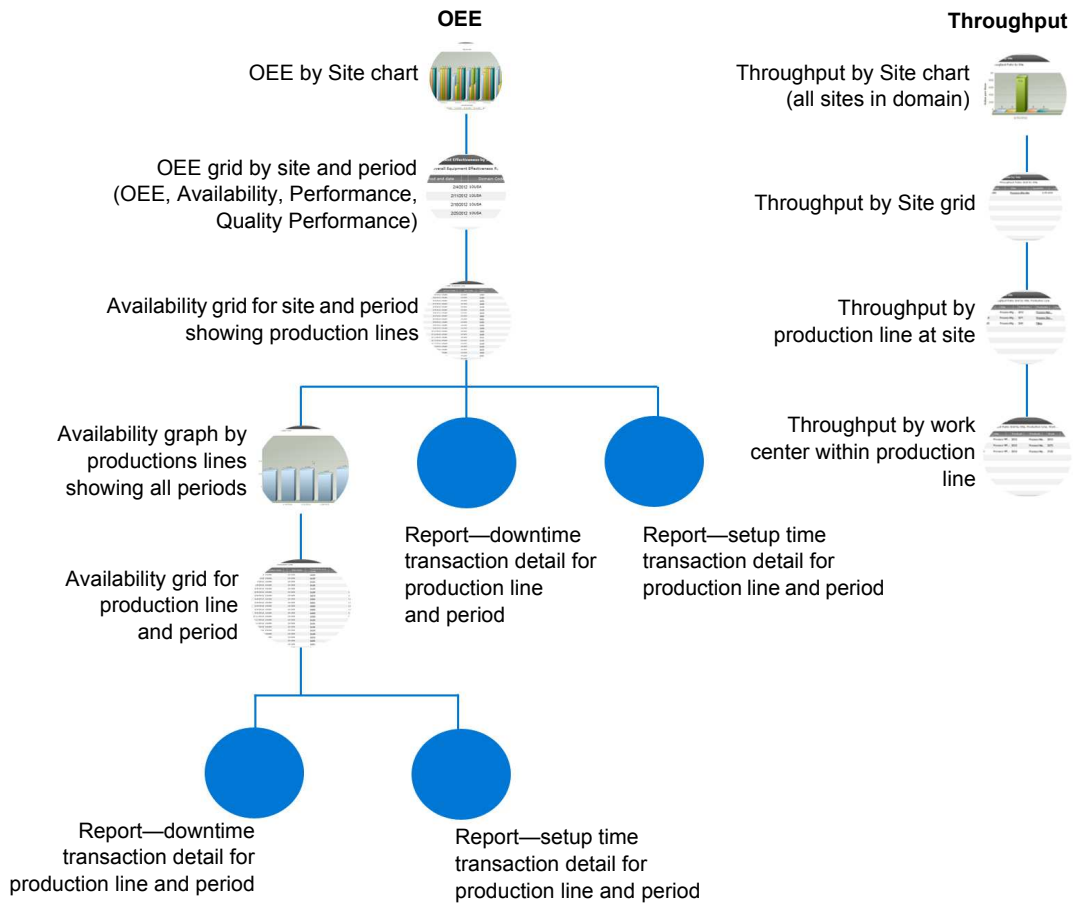 OEE
Throughput
OEE by Site chart
Throughput by Site chart
(all sites in domain)
OEE grid by site and period
(OEE, Availability, Performance,
Quality Performance)
Throughput by Site grid
Availability grid for site and period
showing production lines
Throughput by
production line at site
Availability graph by
productions lines
showing all periods
Throughput by work
center within production
line
Report—downtime
transaction detail for
production line
and period
Report—setup time
transaction detail for
production line and period
Availability grid for
production line
and period
Report—downtime
transaction detail for
production line and period
Report—setup time
transaction detail for
production line and period